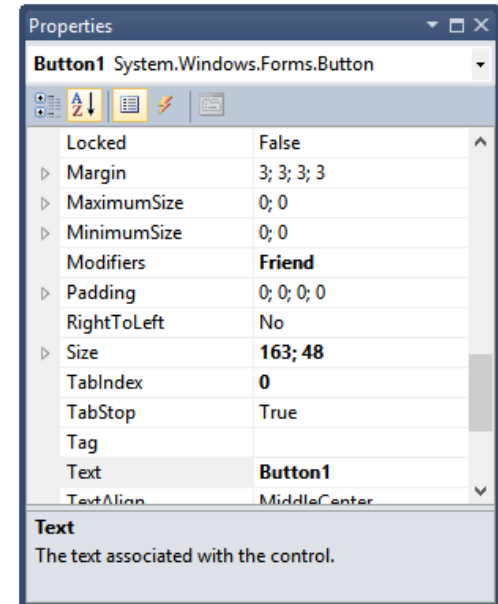 Properties
Button1 System.Windows.Forms.Button
A Z
Locked False
Margin 3; 3; 3; 3
MaximumSize 0; 0
MinimumSize 0; 0
Modifiers Friend
Padding 0; 0; 0; 0
RightToLeft No
Size 163; 48
TabIndex 0
TabStop True
Tag
Text Button1
TextAlign MiddleCenter
Text
The text associated with the control.